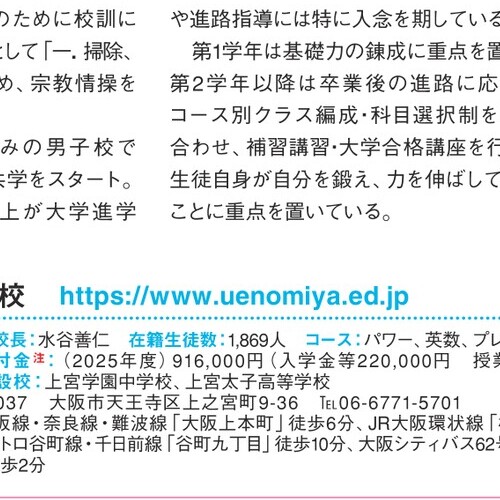 のために校訓に
として「一. 掃除、
め、宗教情操を
みの男子校で
共学をスタート。
上が大学進学
や進路指導には特に入念を期している
第1学年は基礎力の錬成に重点を置
第2学年以降は卒業後の進路に応
コース別クラス編成・科目選択制を
合わせ、補習講習・大学合格講座を行
生徒自身が自分を鍛え、力を伸ばして
ことに重点を置いている。
校 https://www.uenomiya.ed.jp
校長：水谷善仁 在籍生徒数：1,869人 コース：パワー、英数、プレ
付金注：（2025年度）916,000円（入学金等220,000円 授業
設校：上宮学園中学校、上宮太子高等学校
037 大阪市天王寺区上之宮町9-36 ℡06-6771-5701
阪線・奈良線・難波線「大阪上本町」徒歩6分、JR大阪環状線「
トロ谷町線・千日前線「谷町九丁目」徒歩10分、大阪シティバス62号
歩2分